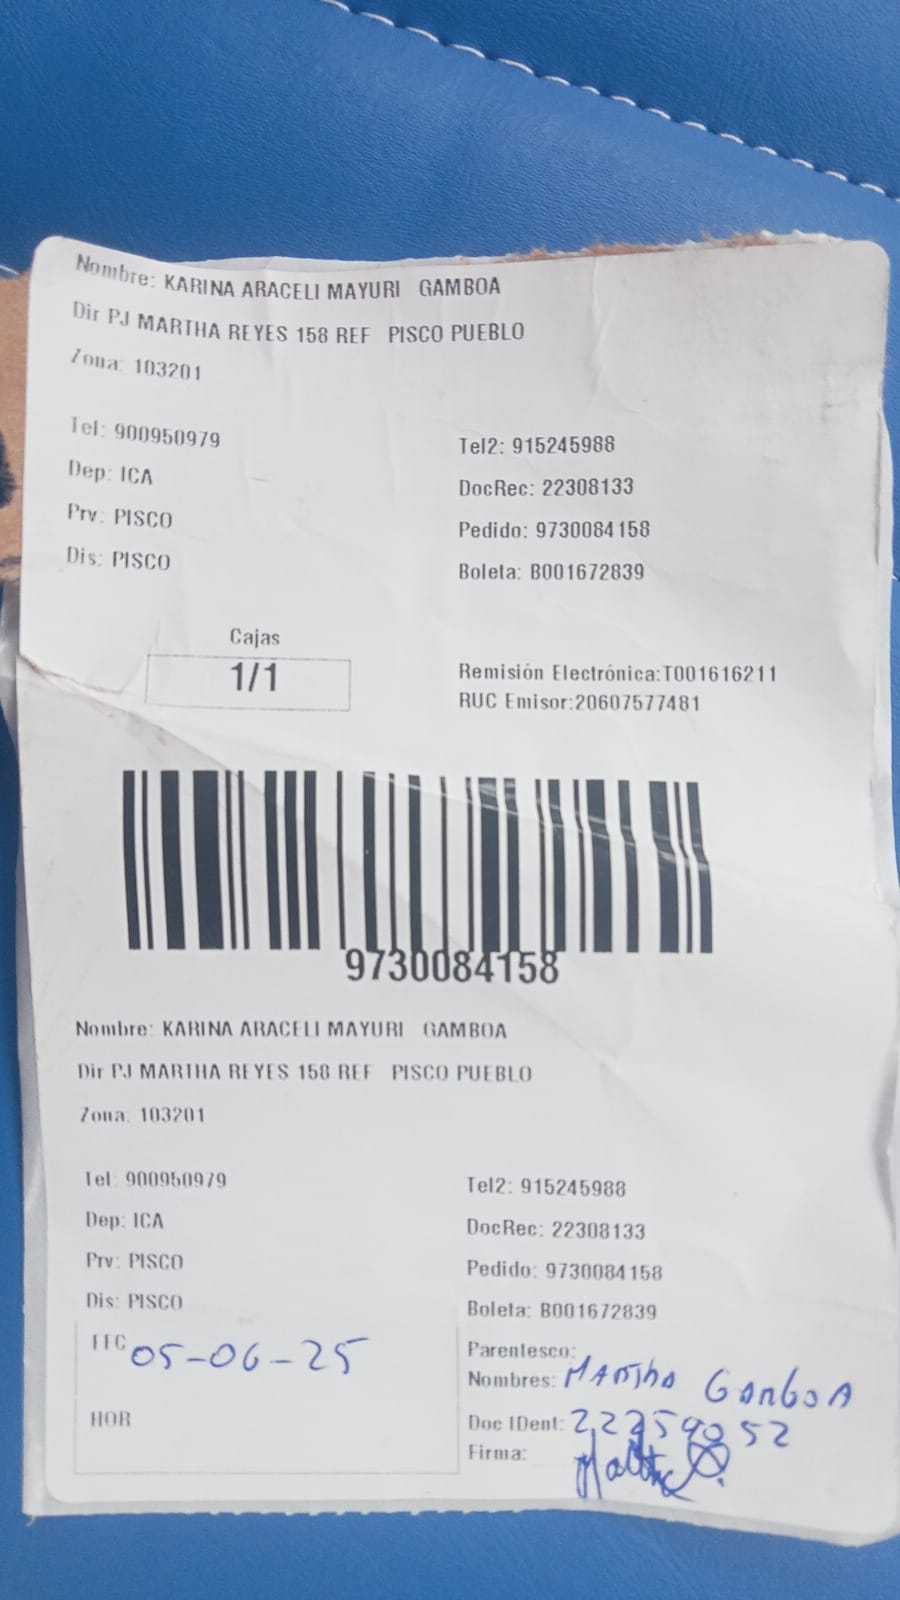 Nombre: KARINA ARACELI MAYURI GAMBOA
Dir PJ MARTHA REYES 158 REF PISCO PUEBLO
Zona: 103201
Tel: 900950979
Tel2: 915245988
Dep: ICA
DocRec: 22308133
Prv: PISCO
Pedido: 9730084158
Dis: PISCO
Boleta: B001672839
Cajas
1/1
Remisión Electrónica:T001616211
RUC Emisor:20607577481
9730084158
Nombre: KARINA ARACELI MAYURI GAMBOA
Dir PJ MARTHA REYES 158 REF PISCO PUEBLO
Zona: 103201
Tel: 900950979
Tel2: 915245988
Dep: ICA
DocRec: 22308133
Prv: PISCO
Pedido: 9730084158
Dis: PISCO
Boleta: B001672839
05-06-25
Parentesco:
Nombres: MARTHA GAMBOA
HOR
Doc IDent: 22259052
Firma: